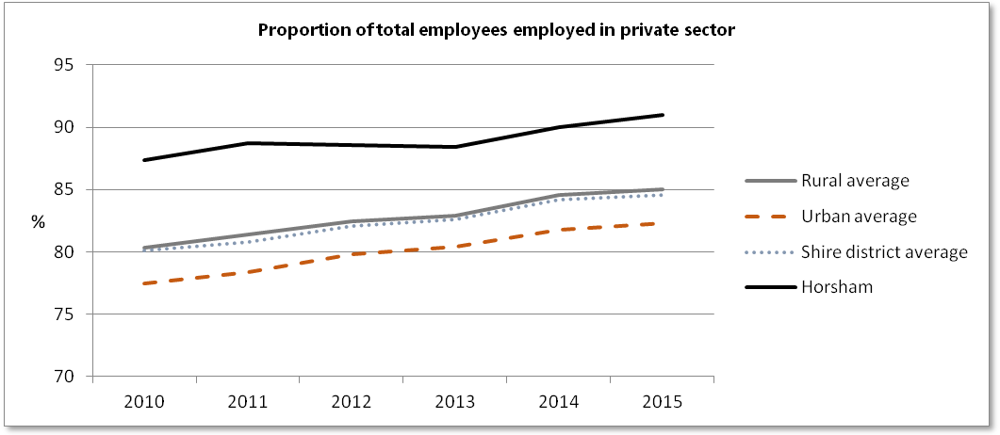 Proportion of total employees employed in private sector
95
90
85
80
75
70
%
2010 2011 2012 2013 2014 2015
Rural average
Urban average
Shire district average
Horsham